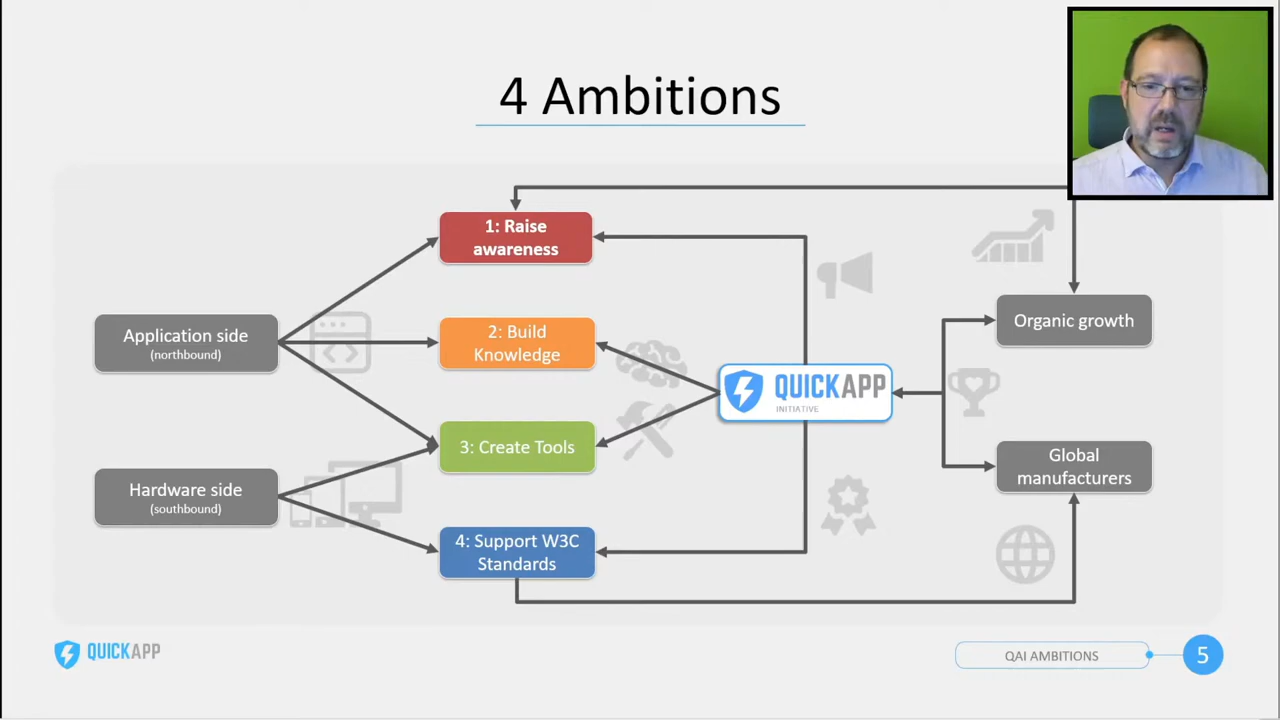 4 Ambitions
1: Raise
awareness
Application side
(northbound)
2: Build
Knowledge
Organic growth
QUICKAPP
INITIATIVE
3: Create Tools
Hardware side
(southbound)
Global
manufacturers
4: Support W3C
Standards
QUICKAPP
QAI AMBITIONS
5